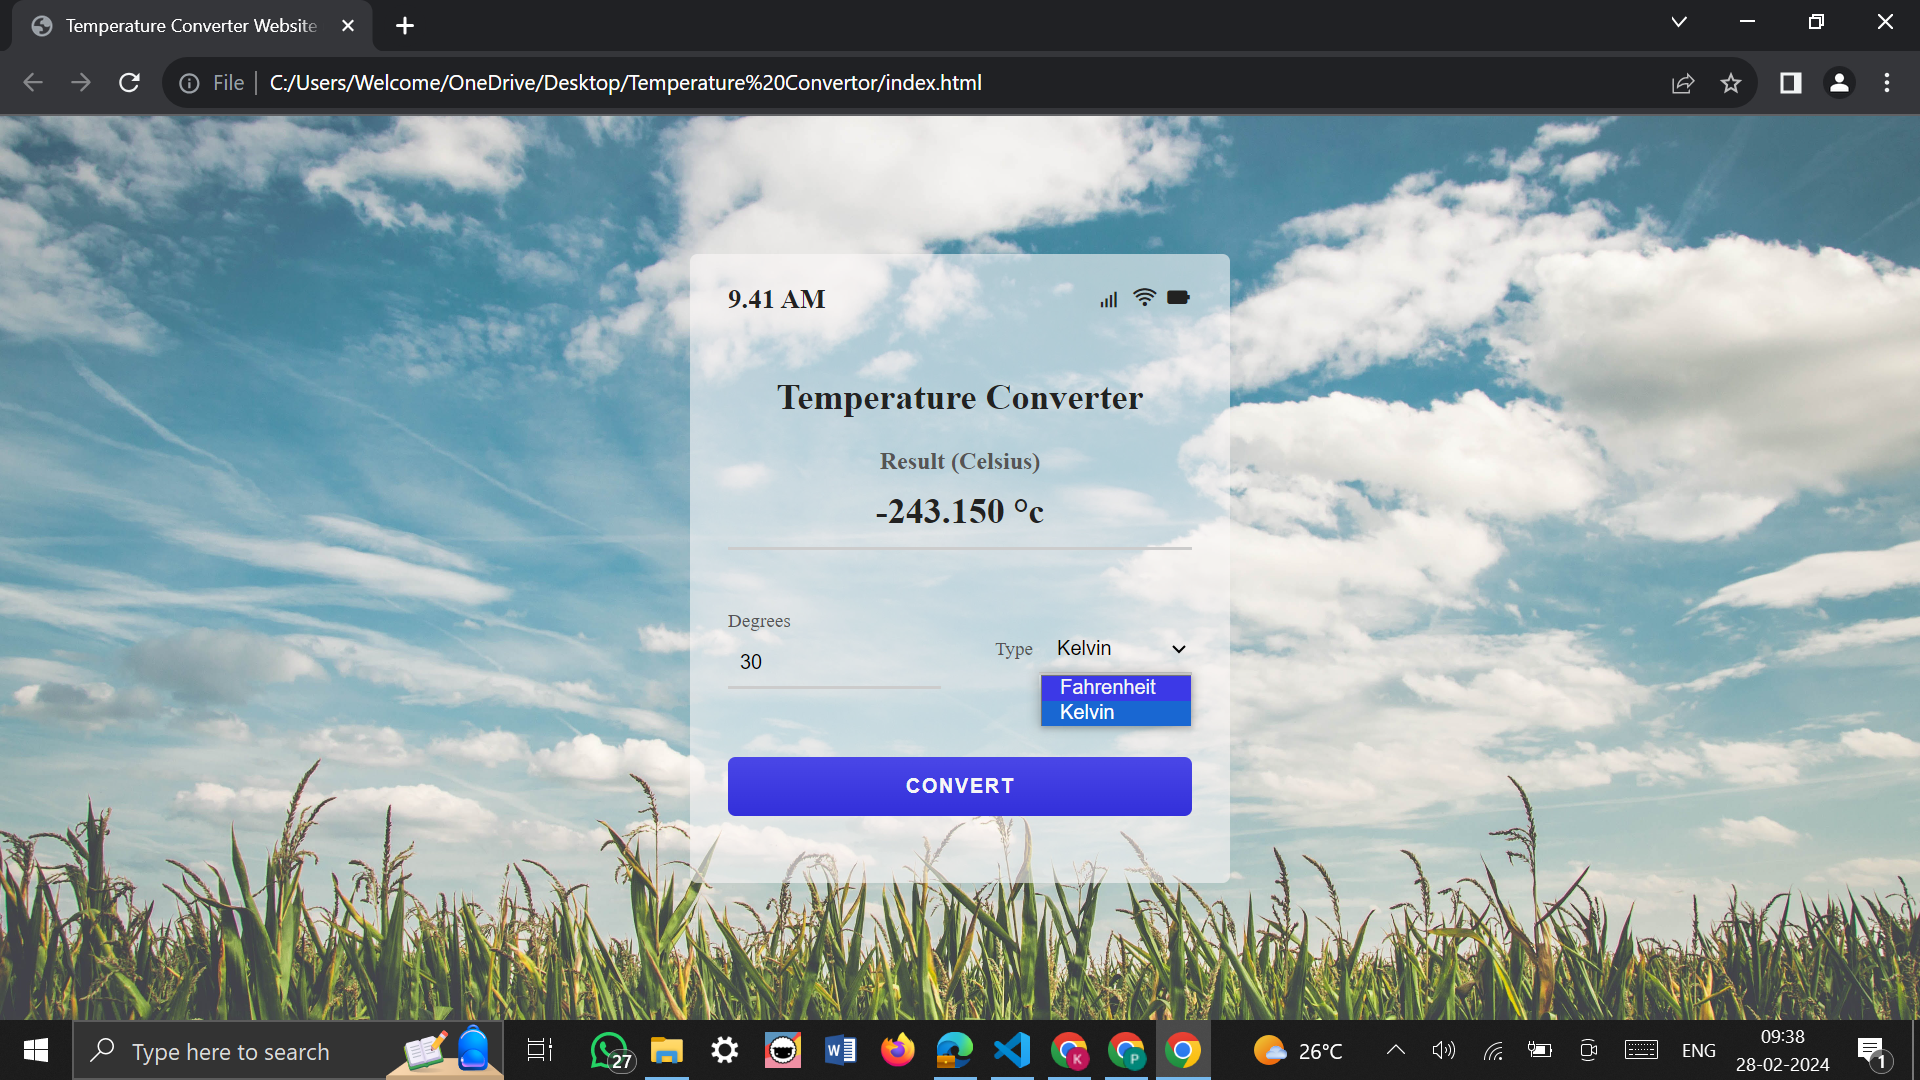 Temperature Converter Website
File
C:/Users/Welcome/OneDrive/Desktop/Temperature%20Convertor/index.html
9.41 AM
Temperature Converter
Result (Celsius)
-243.150 °c
Degrees
30
Type
Kelvin
Fahrenheit
Kelvin
CONVERT
Type here to search
27
W
K
P
26°C
ENG
09:38
28-02-2024
1